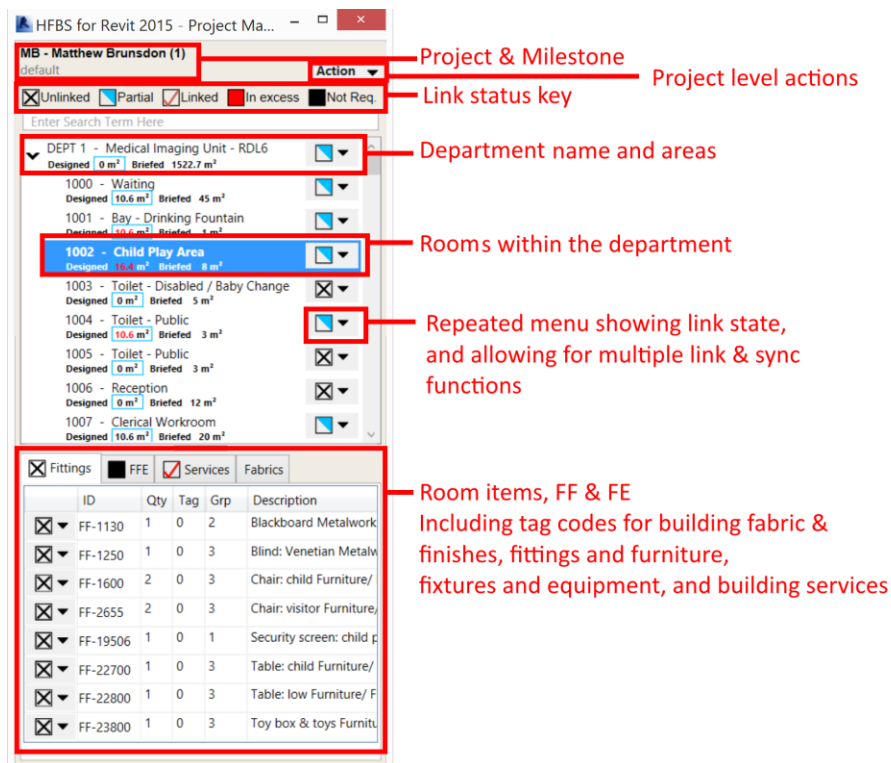 HFBS for Revit 2015 - Project Ma...
MB - Matthew Brunsdon (1)
default
Action
Project & Milestone
Project level actions
Unlinked Partial Linked In excess Not Req.
Link status key
Enter Search Term Here
DEPT 1 - Medical Imaging Unit - RDL6
Designed 0 m² Briefed 1522.7 m²
Department name and areas
1000 - Waiting
Designed 10.6 m² Briefed 45 m²
1001 - Bay - Drinking Fountain
Designed 10.6 m² Briefed 1 m²
1002 - Child Play Area
Designed 16.4 m² Briefed 8 m²
Rooms within the department
1003 - Toilet - Disabled / Baby Change
Designed 0 m² Briefed 5 m²
1004 - Toilet - Public
Designed 10.6 m² Briefed 3 m²
Repeated menu showing link state,
and allowing for multiple link & sync
functions
1005 - Toilet - Public
Designed 0 m² Briefed 3 m²
1006 - Reception
Designed 0 m² Briefed 12 m²
1007 - Clerical Workroom
Designed 10.6 m² Briefed 20 m²
Fittings FFE Services Fabrics
ID Qty Tag Grp Description
FF-1130 1 0 2 Blackboard Metalwork
FF-1250 1 0 3 Blind: Venetian Metalw
FF-1600 2 0 3 Chair: child Furniture/
FF-2655 2 0 3 Chair: visitor Furniture/
FF-19506 1 0 1 Security screen: child p
FF-22700 1 0 3 Table: child Furniture/
FF-22800 1 0 3 Table: low Furniture/ F
FF-23800 1 0 3 Toy box & toys Furnitu
Room items, FF & FE
Including tag codes for building fabric &
finishes, fittings and furniture,
fixtures and equipment, and building services